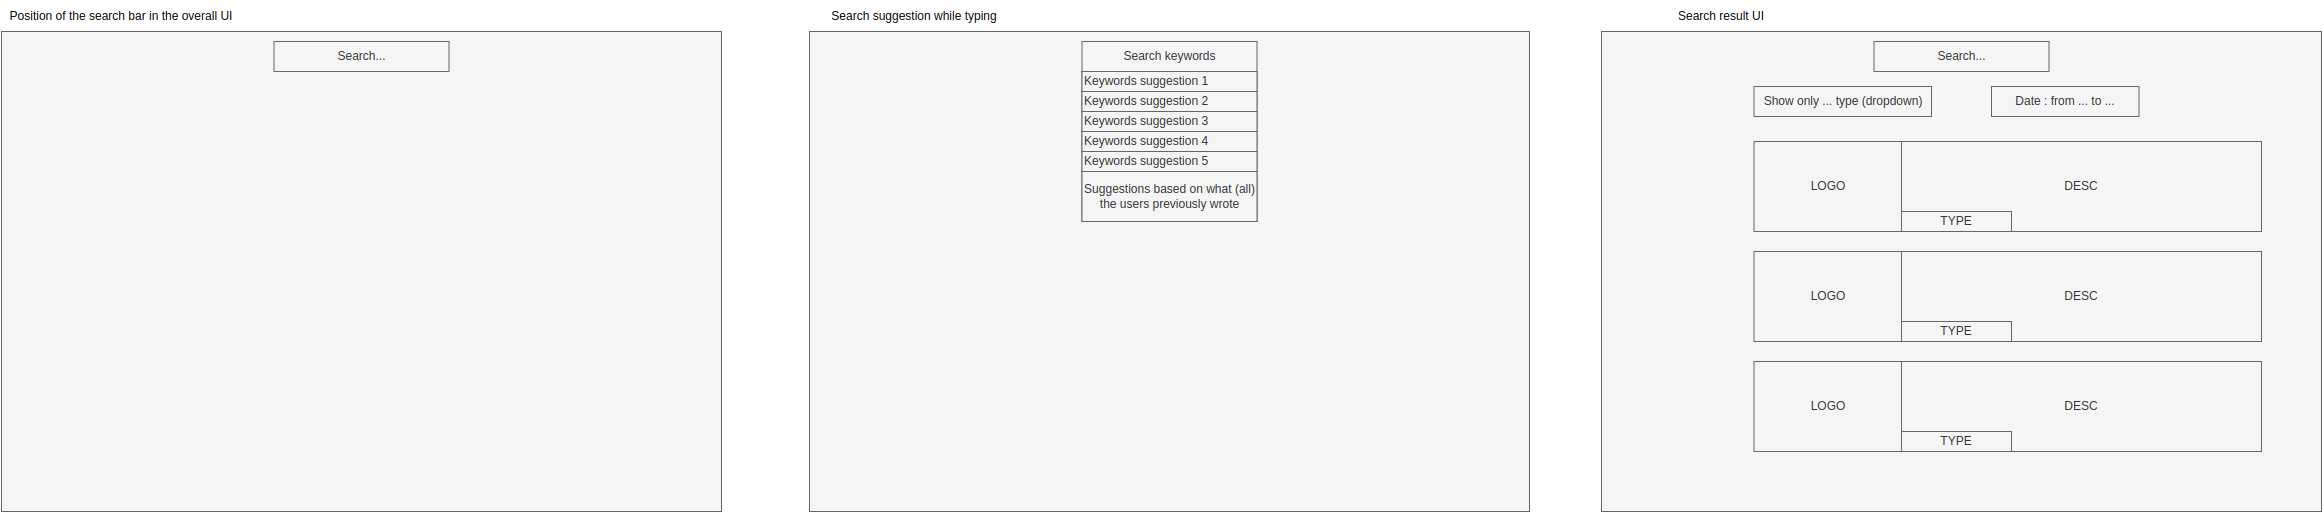 Position of the search bar in the overall UI
Search...
Search suggestion while typing
Search keywords
Keywords suggestion 1
Keywords suggestion 2
Keywords suggestion 3
Keywords suggestion 4
Keywords suggestion 5
Suggestions based on what (all)
the users previously wrote
Search result UI
Search...
Show only ... type (dropdown)
Date : from ... to ...
LOGO
DESC
TYPE
LOGO
DESC
TYPE
LOGO
DESC
TYPE